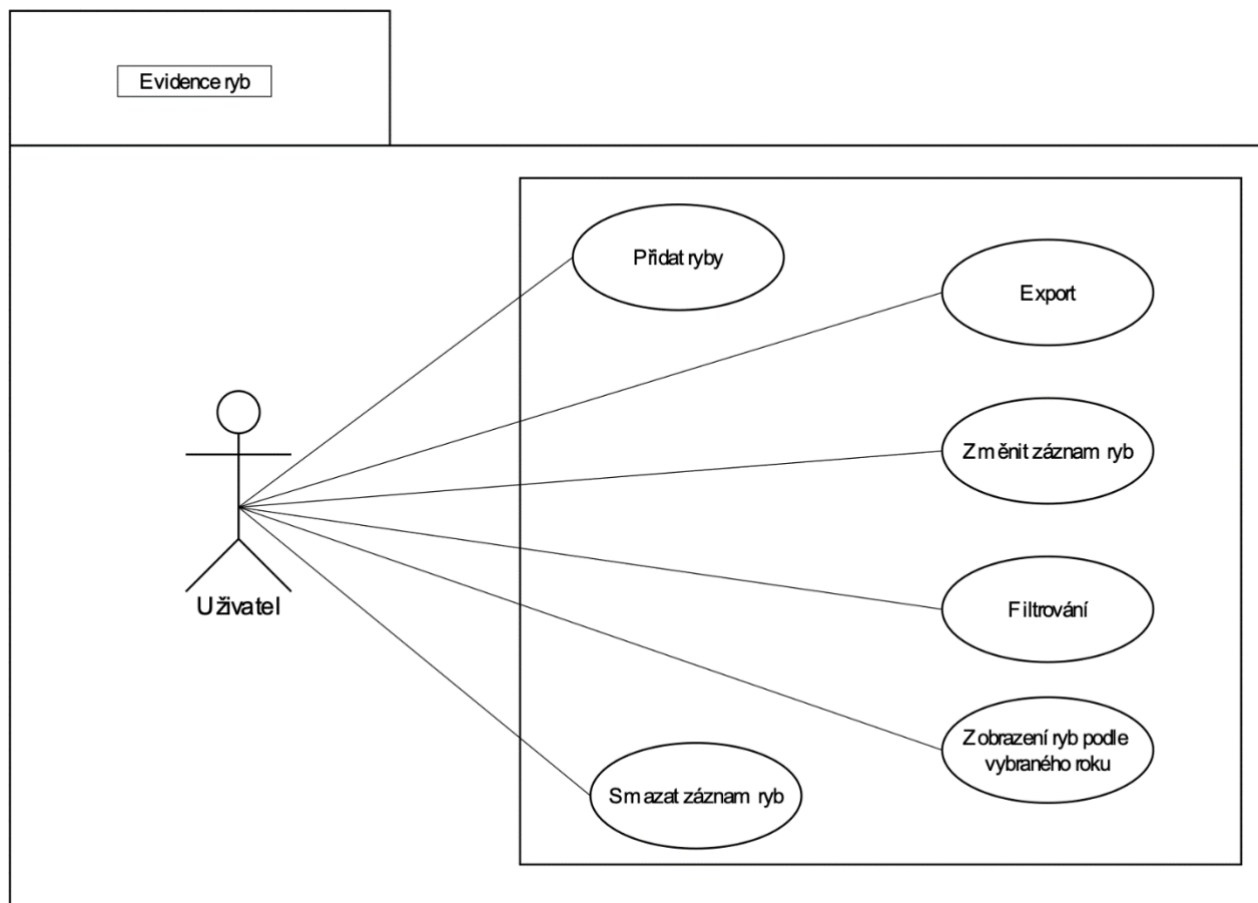 Evidence ryb
Přidat ryby
Export
Změnit záznam ryb
Uživatel
Filtrování
Zobrazení ryb podle
vybraného roku
Smazat záznam ryb